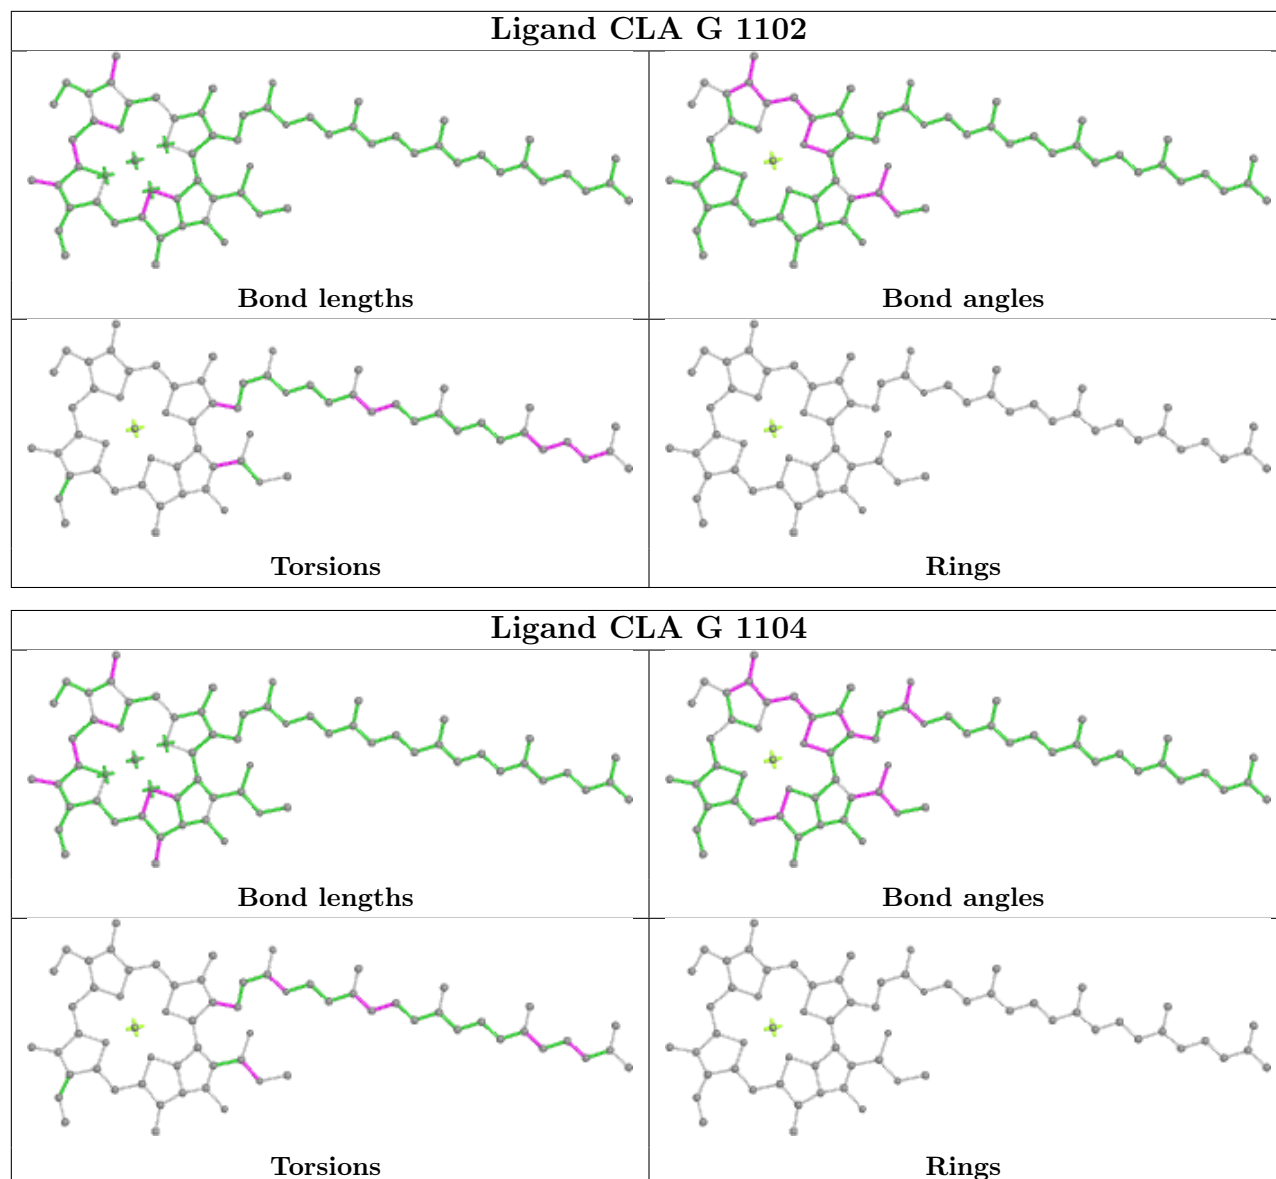 Ligand CLA G 1102
Bond lengths
Bond angles
Torsions
Rings
Ligand CLA G 1104
Bond lengths
Bond angles
Torsions
Rings